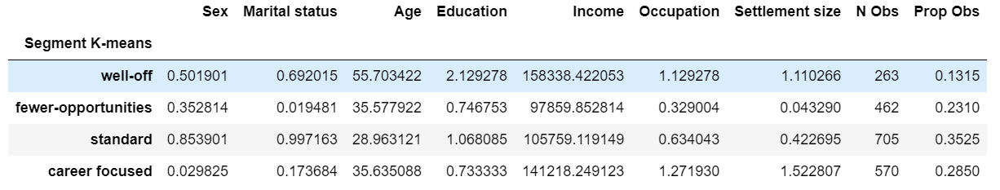 Sex Marital status Age Education Income Occupation Settlement size N Obs Prop Obs
Segment K-means
well-off 0.501901 0.692015 55.703422 2.129278 158338.422053 1.129278 1.110266 263 0.1315
fewer-opportunities 0.352814 0.019481 35.577922 0.746753 97859.852814 0.329004 0.043290 462 0.2310
standard 0.853901 0.997163 28.963121 1.068085 105759.119149 0.634043 0.422695 705 0.3525
career focused 0.029825 0.173684 35.635088 0.733333 141218.249123 1.271930 1.522807 570 0.2850